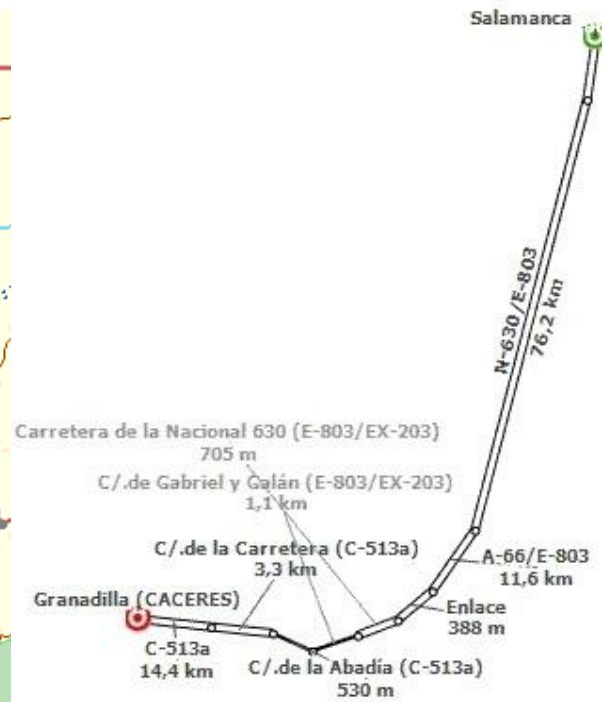 Salamanca
N-630/E-803
76,2 km
Carretera de la Nacional 630 (E-803/EX-203)
705 m
C/.de Gabriel y Galán (E-803/EX-203)
1,1 km
C/.de la Carretera (C-513a)
3,3 km
A-66/E-803
11,6 km
Granadilla (CACERES)
Enlace
388 m
C-513a
14,4 km
C/.de la Abadía (C-513a)
530 m